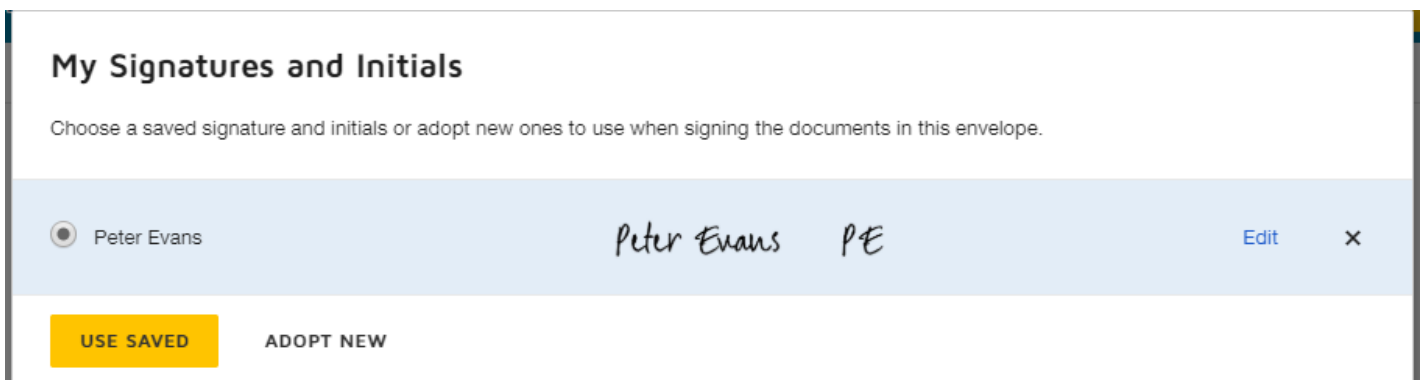 My Signatures and Initials
Choose a saved signature and initials or adopt new ones to use when signing the documents in this envelope.
Peter Evans Peter Evans PE Edit ×
USE SAVED ADOPT NEW